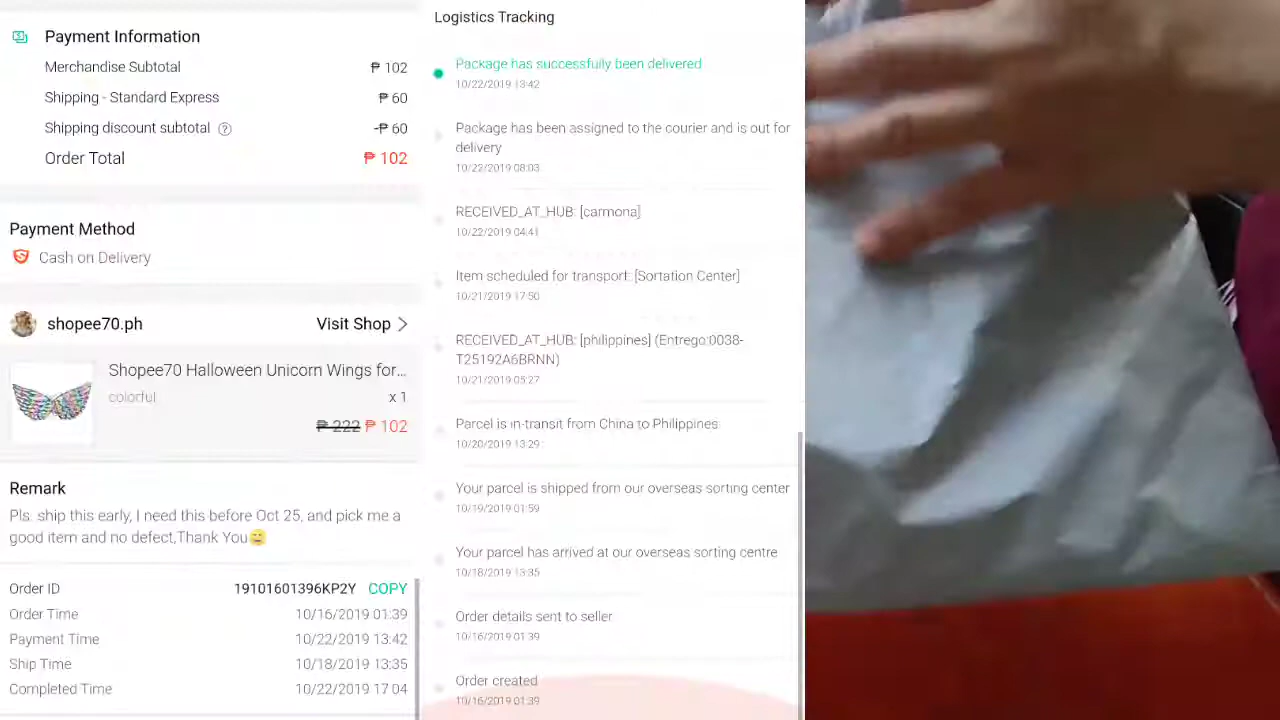 Payment Information
Merchandise Subtotal ₱ 102
Shipping - Standard Express ₱ 60
Shipping discount subtotal ? -₱ 60
Order Total ₱ 102
Payment Method
Cash on Delivery
shopee70.ph Visit Shop >
Shopee70 Halloween Unicorn Wings for...
colorful x 1
₱ 222 ₱ 102
Remark
Pls. ship this early, I need this before Oct 25, and pick me a
good item and no defect,Thank You😄
Order ID 19101601396KP2Y COPY
Order Time 10/16/2019 01:39
Payment Time 10/22/2019 13:42
Ship Time 10/18/2019 13:35
Completed Time 10/22/2019 17:04
Logistics Tracking
Package has successfully been delivered
10/22/2019 13:42
Package has been assigned to the courier and is out for
delivery
10/22/2019 08:03
RECEIVED_AT_HUB: [carmona]
10/22/2019 04:41
Item scheduled for transport: [Sortation Center]
10/21/2019 17:50
RECEIVED_AT_HUB: [philippines] (Entrego:0038-
T25192A6BRNN)
10/21/2019 05:27
Parcel is in-transit from China to Philippines.
10/20/2019 13:29
Your parcel is shipped from our overseas sorting center
10/19/2019 01:59
Your parcel has arrived at our overseas sorting centre
10/18/2019 13:35
Order details sent to seller
10/16/2019 01:39
Order created
10/16/2019 01:39